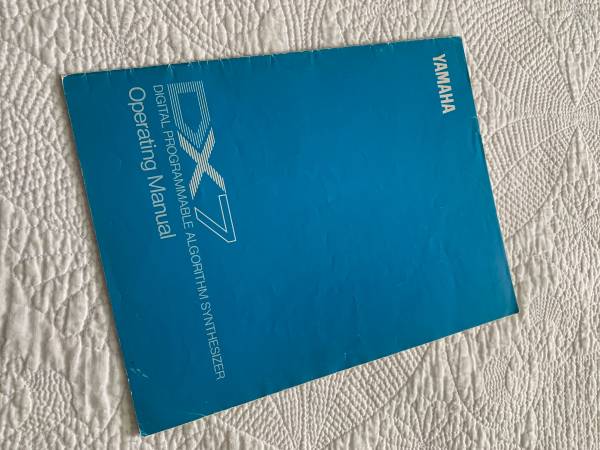 YAMAHA
DX7
DIGITAL PROGRAMMABLE ALGORITHM SYNTHESIZER
Operating Manual